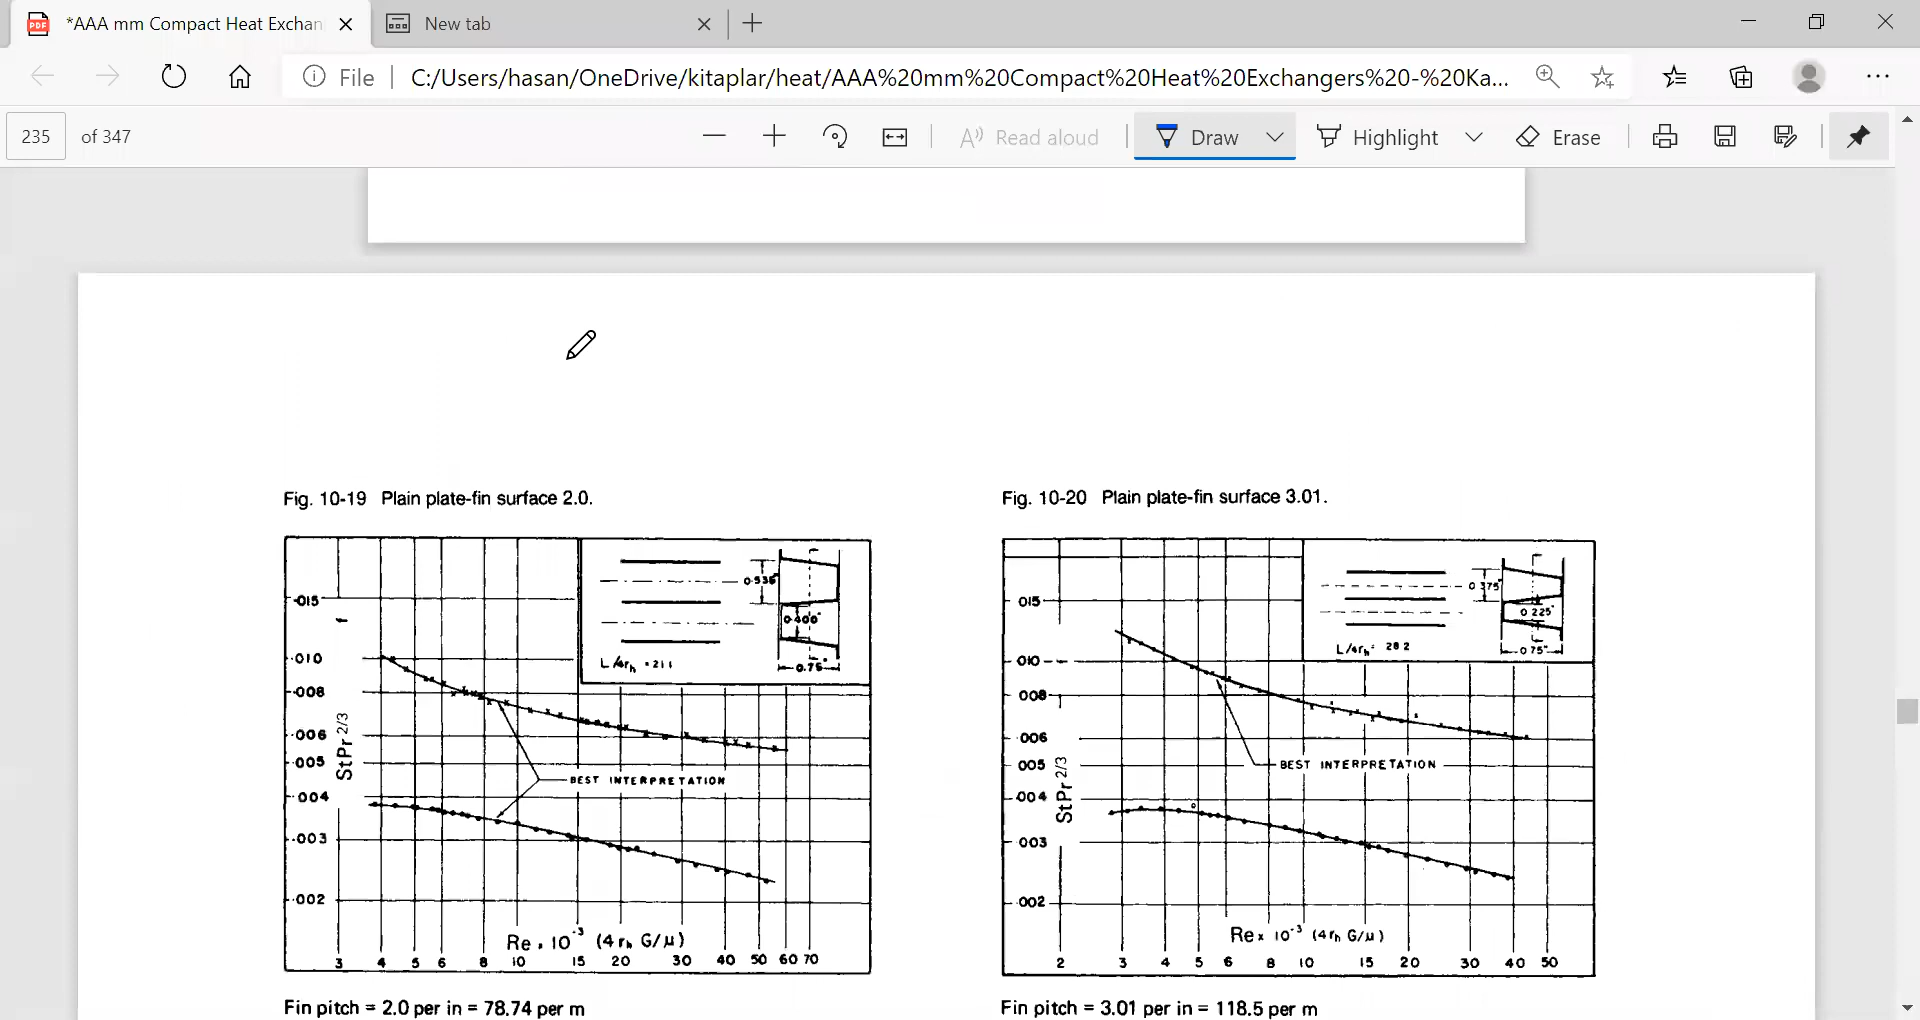 *AAA mm Compact Heat Exchan
New tab
File
C:/Users/hasan/OneDrive/kitaplar/heat/AAA%20mm%20Compact%20Heat%20Exchangers%20-%20Ka...
235 of 347
Read aloud
Draw
Highlight
Erase
Fig. 10-19 Plain plate-fin surface 2.0.
.015
.010
.008
.006
.005
.004
.003
.002
StPr 2/3
0.536"
0.400"
0.75"
L/4rh = 21.1
BEST INTERPRETATION
Re x 10-3 (4rh G/μ)
3 4 5 6 8 10 15 20 30 40 50 60 70
Fin pitch = 2.0 per in = 78.74 per m
Fig. 10-20 Plain plate-fin surface 3.01.
.015
.010
.008
.006
.005
.004
.003
.002
StPr 2/3
0.375"
0.225"
0.75"
L/4rh = 28.2
BEST INTERPRETATION
Re x 10-3 (4rh G/μ)
2 3 4 5 6 8 10 15 20 30 40 50
Fin pitch = 3.01 per in = 118.5 per m